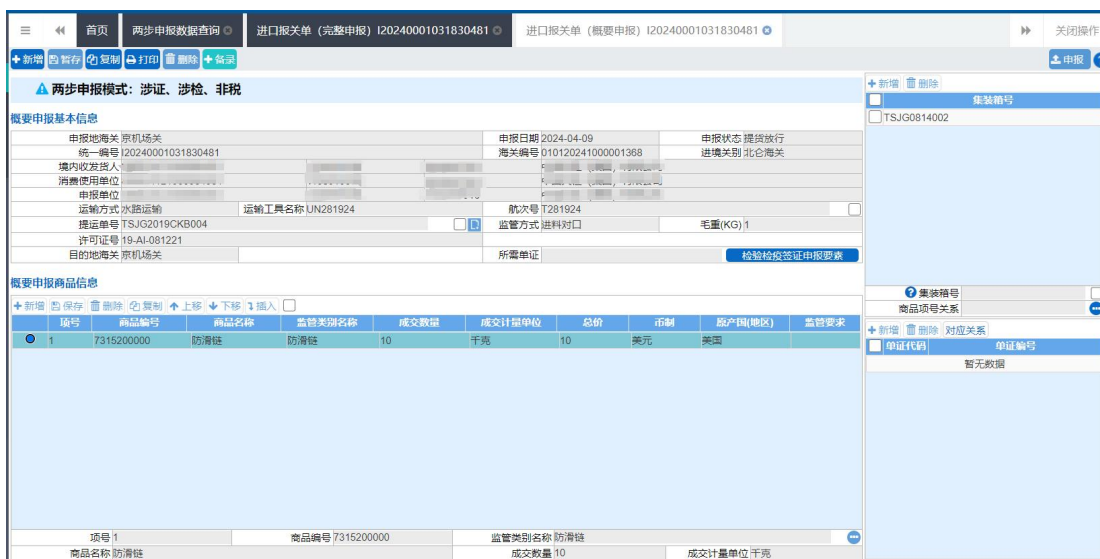 首页 两步申报数据查询 进口报关单（完整申报）I20240001031830481 进口报关单（概要申报）I20240001031830481 关闭操作
新增 暂存 复制 打印 删除 备录 申报
两步申报模式：涉证、涉检、非税
新增 删除
集装箱号
TSJG0814002
概要申报基本信息
申报地海关 京机场关 申报日期 2024-04-09 申报状态 提货放行
统一编号 I20240001031830481 海关编号 010120241000001368 进境关别 北仑海关
境内收发货人
消费使用单位
申报单位
运输方式 水路运输 运输工具名称 UN281924 航次号 T281924
提运单号 TSJG2019CKB004 监管方式 进料对口 毛重(KG) 1
许可证号 19-AI-081221
目的地海关 京机场关 所需单证 检验检疫签证申报要素
概要申报商品信息
新增 保存 删除 复制 上移 下移 插入
项号 商品编号 商品名称 监管类别名称 成交数量 成交计量单位 总价 币制 原产国(地区) 监管要求
1 7315200000 防滑链 防滑链 10 千克 10 美元 美国
集装箱号
商品项号关系
新增 删除 对应关系
单证代码 单证编号
暂无数据
项号 1 商品编号 7315200000 监管类别名称 防滑链
商品名称 防滑链 成交数量 10 成交计量单位 千克